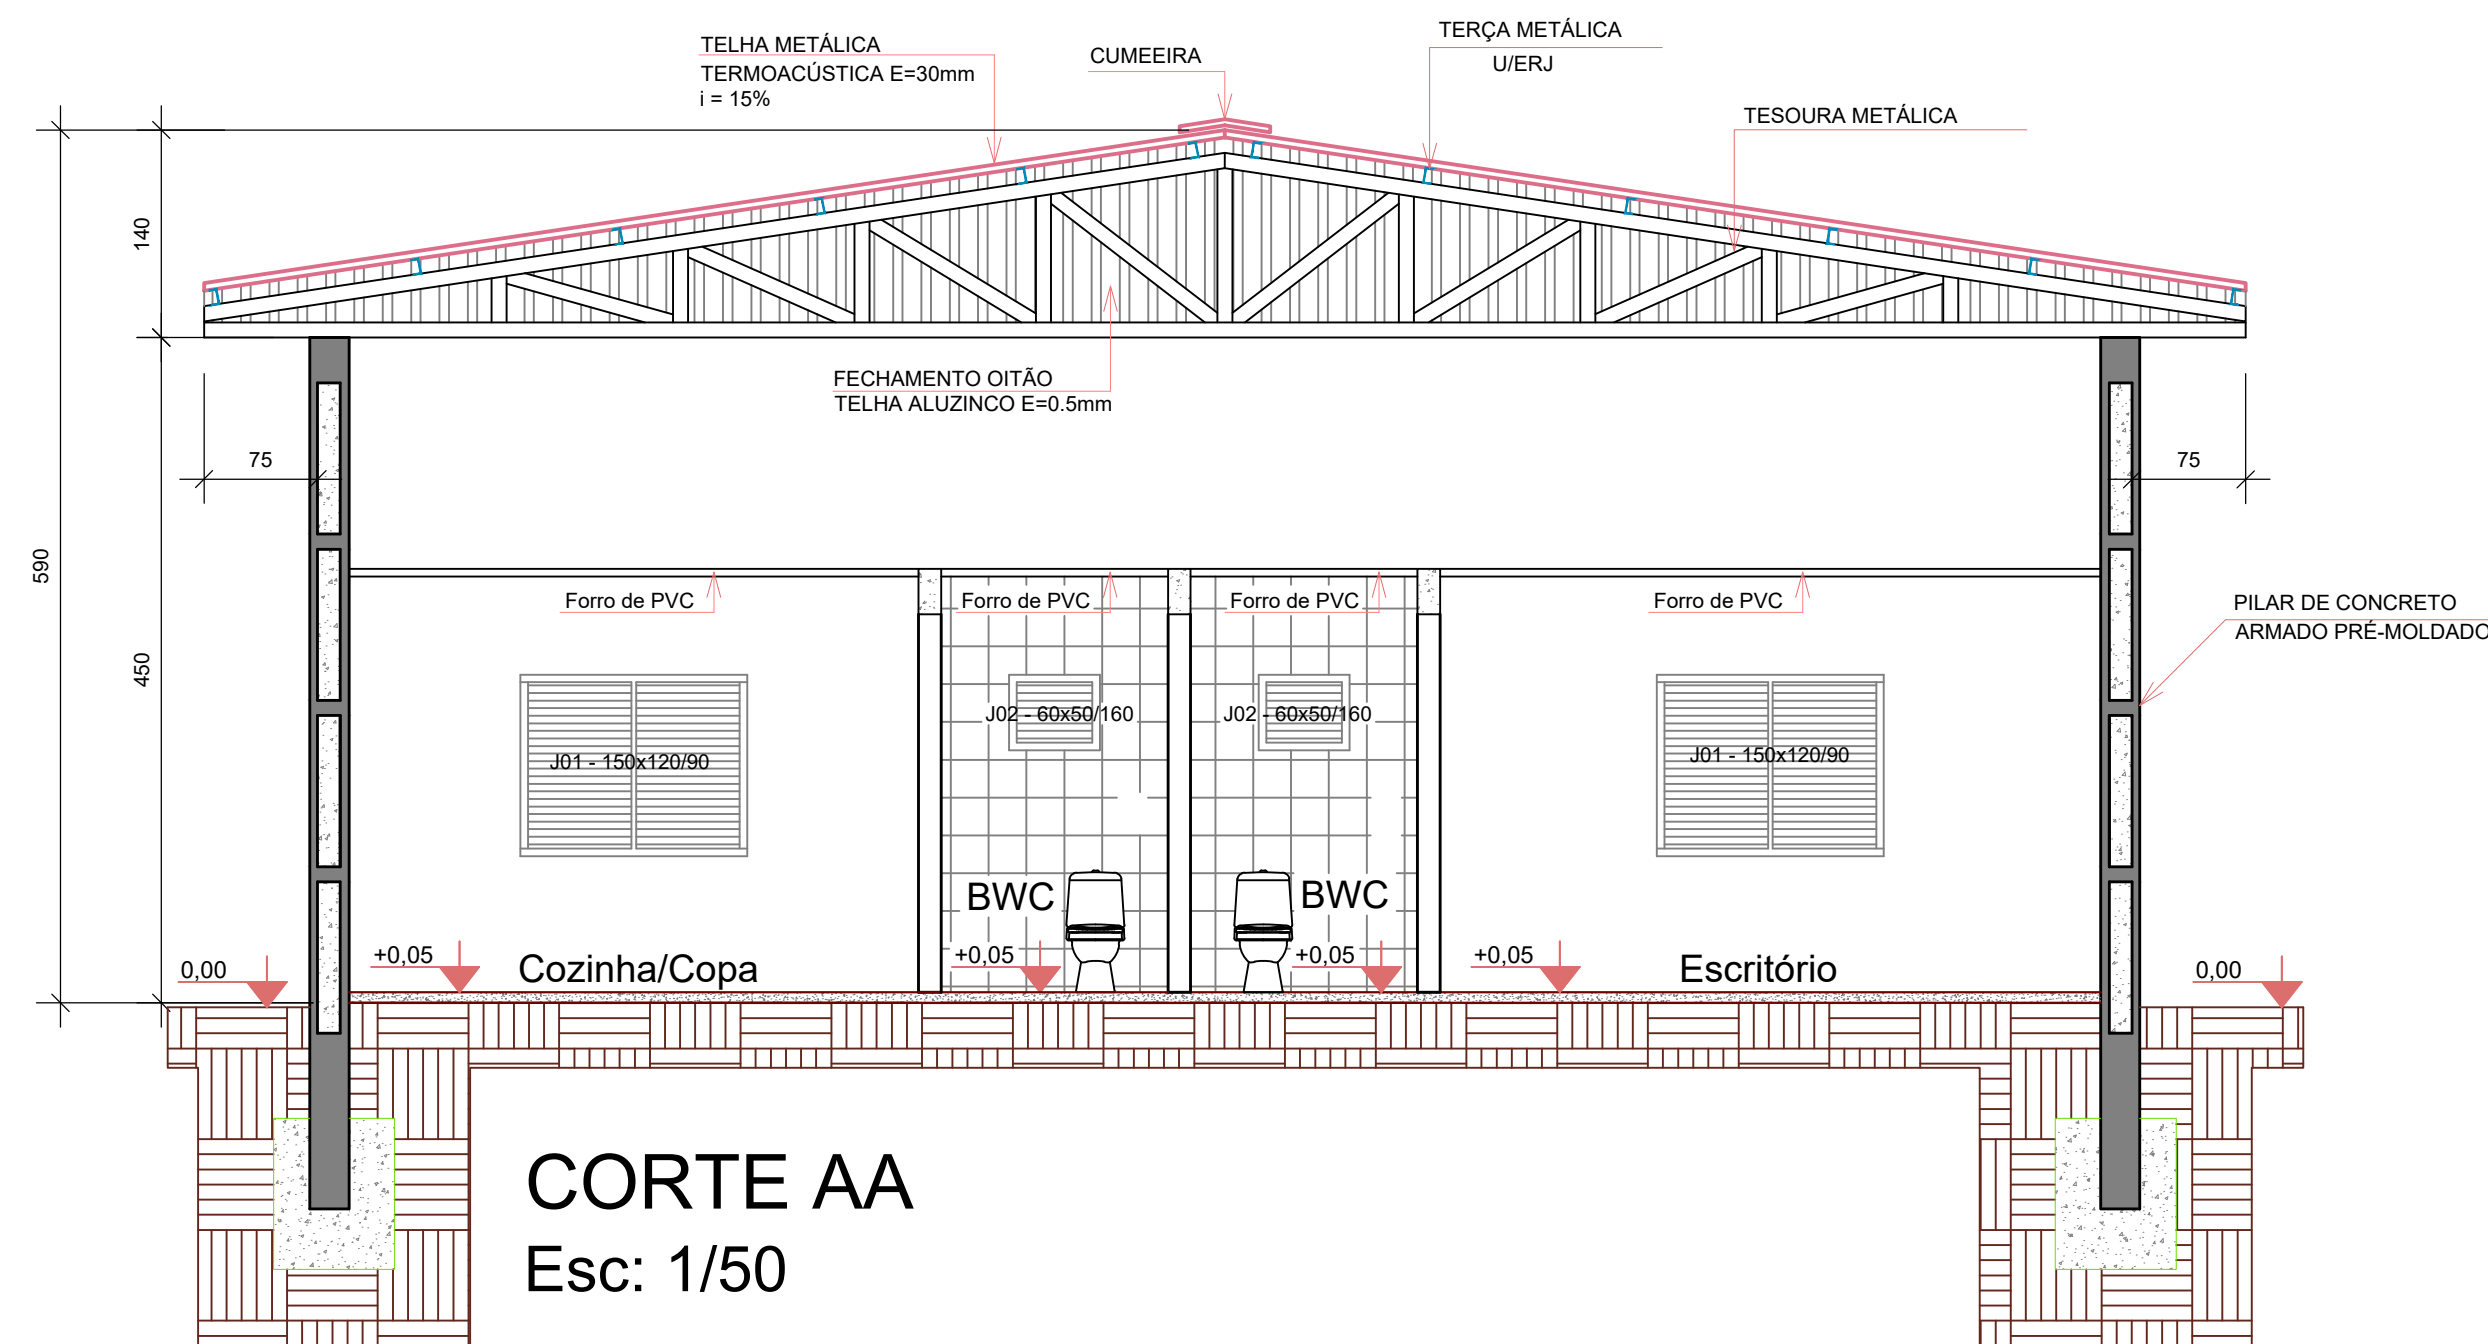 TELHA METÁLICA
TERMOACÚSTICA E=30mm
i = 15%
CUMEEIRA
TERÇA METÁLICA
U/ERJ
TESOURA METÁLICA
140
590
450
FECHAMENTO OITÃO
TELHA ALUZINCO E=0.5mm
75
75
Forro de PVC
Forro de PVC
Forro de PVC
Forro de PVC
PILAR DE CONCRETO
ARMADO PRÉ-MOLDADO
J02 - 60x50/160
J02 - 60x50/160
J01 - 150x120/90
J01 - 150x120/90
BWC
BWC
0,00
+0,05
Cozinha/Copa
+0,05
+0,05
+0,05
Escritório
0,00
CORTE AA
Esc: 1/50